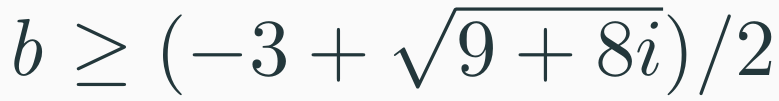 b ≥ (−3 + √(9 + 8i))/2